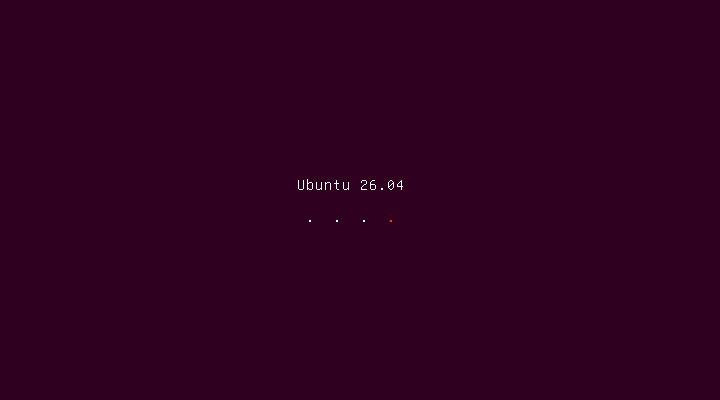 Ubuntu 26.04
. . . .